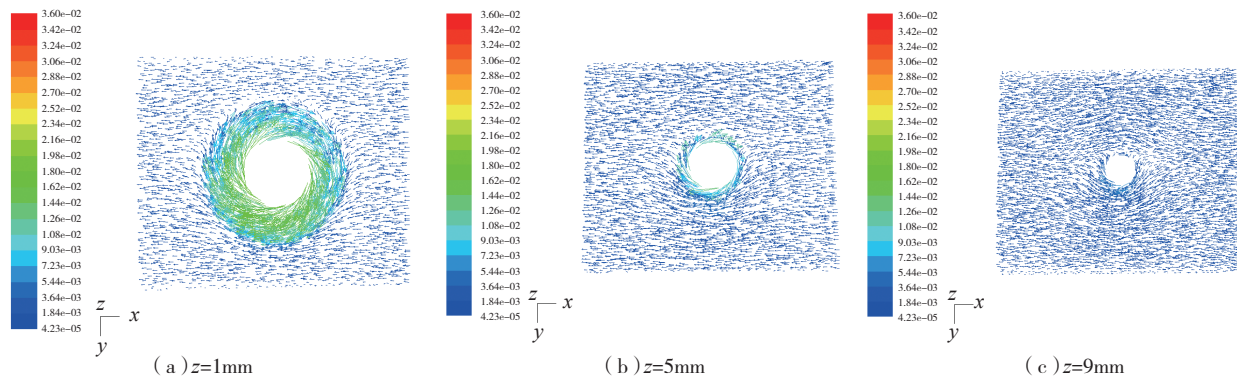 3.60e-02
3.42e-02
3.24e-02
3.06e-02
2.88e-02
2.70e-02
2.52e-02
2.34e-02
2.16e-02
1.98e-02
1.80e-02
1.62e-02
1.44e-02
1.26e-02
1.08e-02
9.03e-03
7.23e-03
5.44e-03
3.64e-03
1.84e-03
4.23e-05
z
x
y
(a)z=1mm
3.60e-02
3.42e-02
3.24e-02
3.06e-02
2.88e-02
2.70e-02
2.52e-02
2.34e-02
2.16e-02
1.98e-02
1.80e-02
1.62e-02
1.44e-02
1.26e-02
1.08e-02
9.03e-03
7.23e-03
5.44e-03
3.64e-03
1.84e-03
4.23e-05
z
x
y
(b)z=5mm
3.60e-02
3.42e-02
3.24e-02
3.06e-02
2.88e-02
2.70e-02
2.52e-02
2.34e-02
2.16e-02
1.98e-02
1.80e-02
1.62e-02
1.44e-02
1.26e-02
1.08e-02
9.03e-03
7.23e-03
5.44e-03
3.64e-03
1.84e-03
4.23e-05
z
x
y
(c)z=9mm